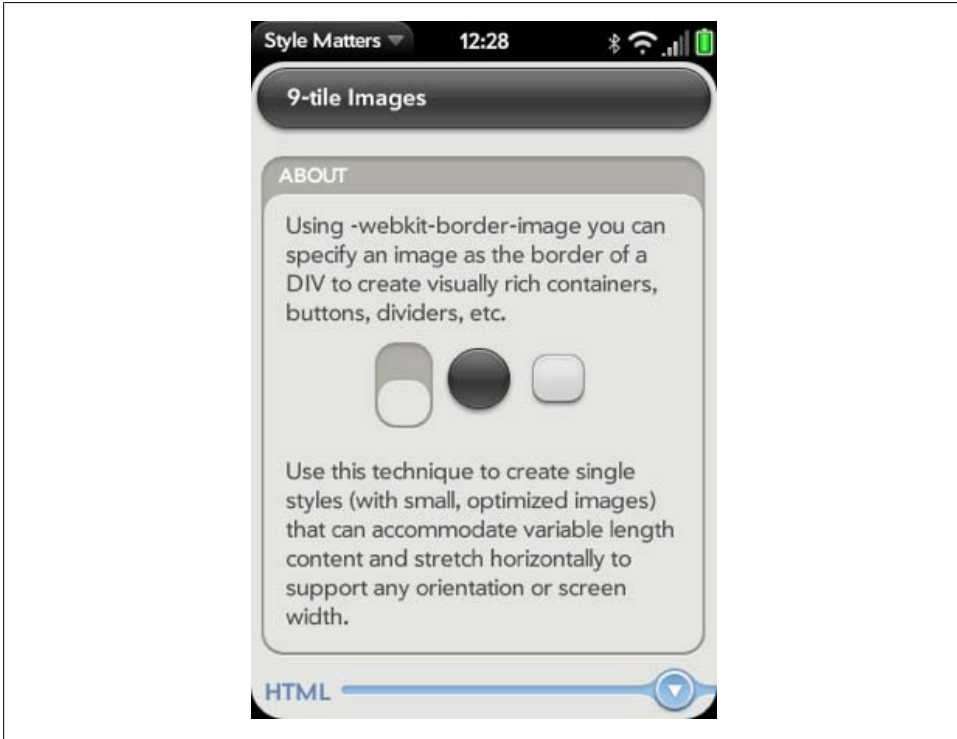 Style Matters 12:28
9-tile Images
ABOUT
Using -webkit-border-image you can
specify an image as the border of a
DIV to create visually rich containers,
buttons, dividers, etc.
Use this technique to create single
styles (with small, optimized images)
that can accommodate variable length
content and stretch horizontally to
support any orientation or screen
width.
HTML